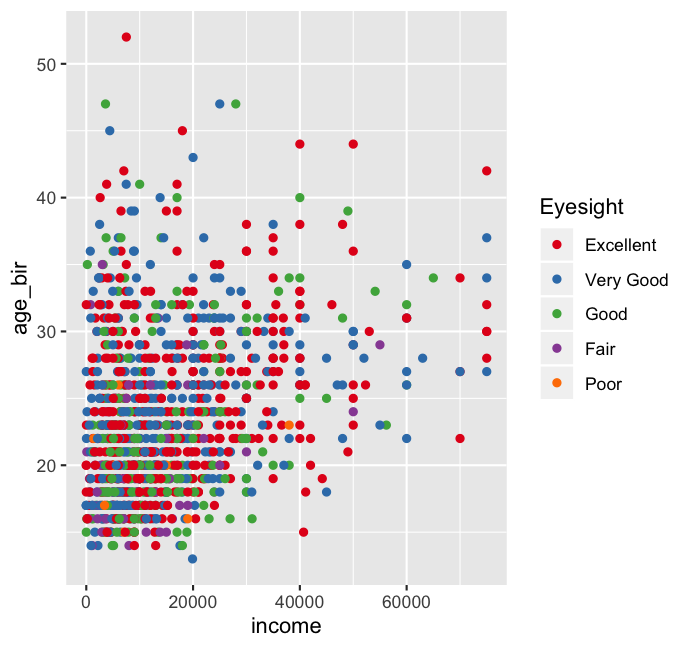 50
40
30
20
age_bir
0 20000 40000 60000
income
Eyesight
Excellent
Very Good
Good
Fair
Poor